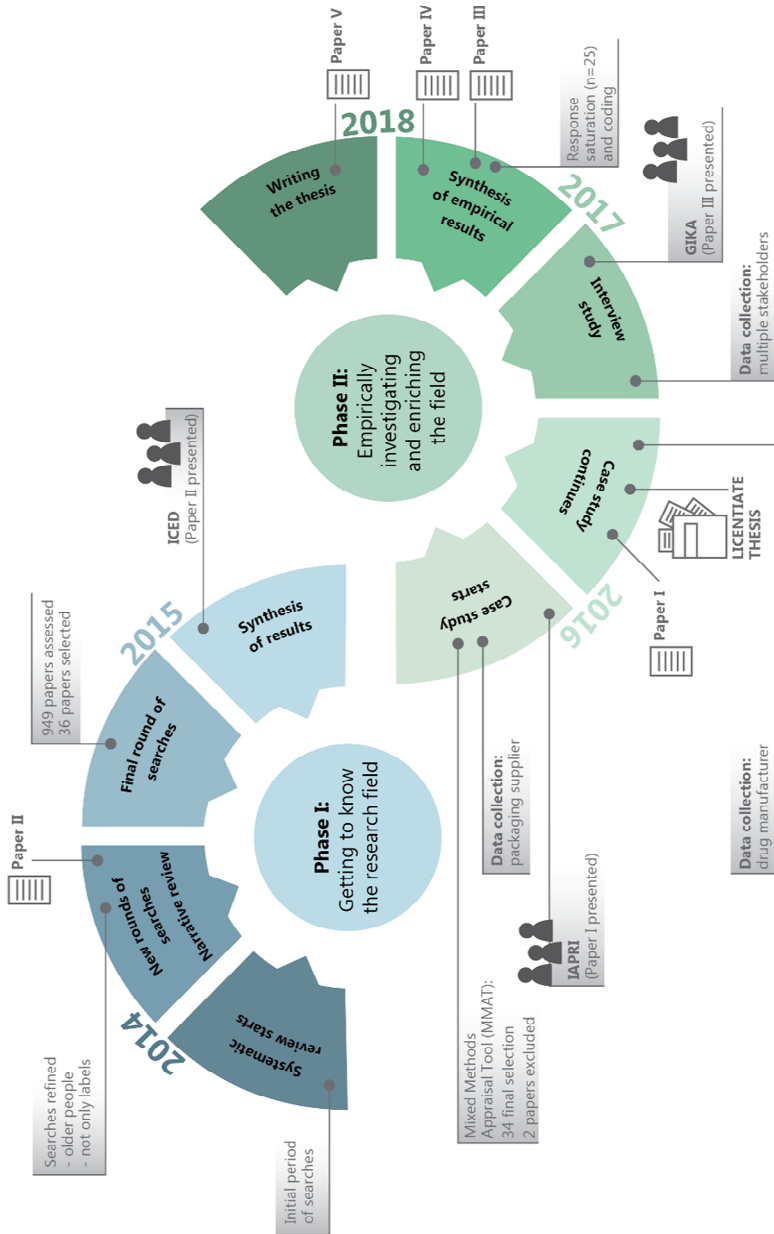 Initial period
of searches
Systematic
review starts
2014
Searches refined
- older people
- not only labels
New rounds of
searches
Narrative review
Paper II
Final round of
searches
949 papers assessed
36 papers selected
2015
Synthesis
of results
ICED
(Paper II presented)
Phase I:
Getting to know
the research field
Mixed Methods
Appraisal Tool (MMAT):
34 final selection
2 papers excluded
Data collection:
packaging supplier
IAPRI
(Paper I presented)
Case study
starts
2016
Paper I
Case study
continues
LICENTIATE
THESIS
Data collection:
drug manufacturer
Phase II:
Empirically
investigating
and enriching
the field
Interview
study
Data collection:
multiple stakeholders
GIKA
(Paper III presented)
2017
Synthesis
of empirical
results
Response
saturation (n=25)
and coding
Paper III
Paper IV
2018
Writing
the thesis
Paper V